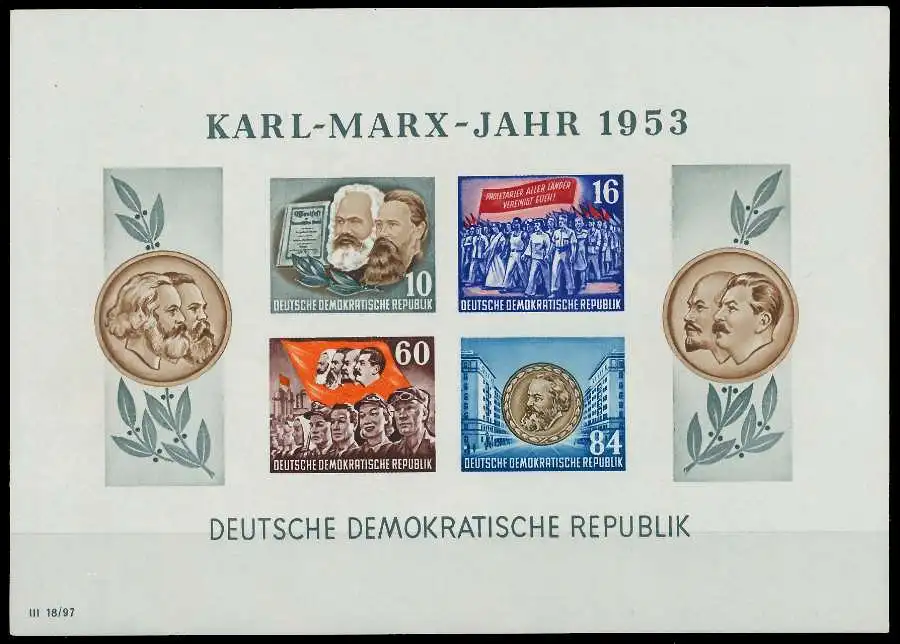 KARL-MARX-JAHR 1953
10
DEUTSCHE DEMOKRATISCHE REPUBLIK
PROLETARIER ALLER LÄNDER
VEREINIGT EUCH!
16
DEUTSCHE DEMOKRATISCHE REPUBLIK
60
DEUTSCHE DEMOKRATISCHE REPUBLIK
84
DEUTSCHE DEMOKRATISCHE REPUBLIK
DEUTSCHE DEMOKRATISCHE REPUBLIK
III 18/97